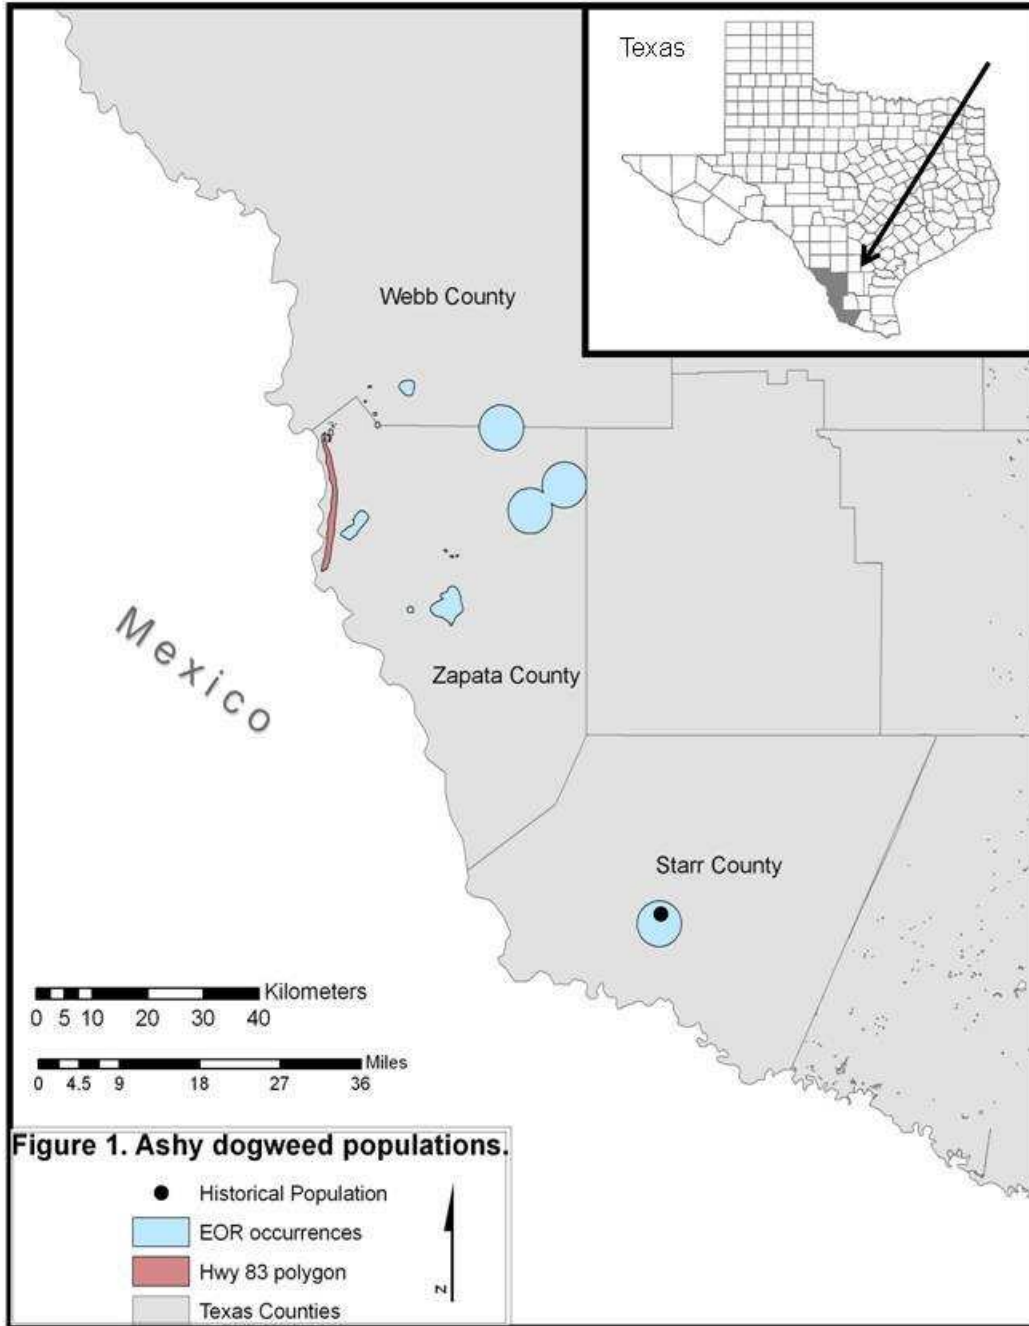 Texas
Webb County
Mexico
Zapata County
Starr County
Kilometers
0 5 10 20 30 40
Miles
0 4.5 9 18 27 36
Figure 1. Ashy dogweed populations.
Historical Population
EOR occurrences
Hwy 83 polygon
Texas Counties
N